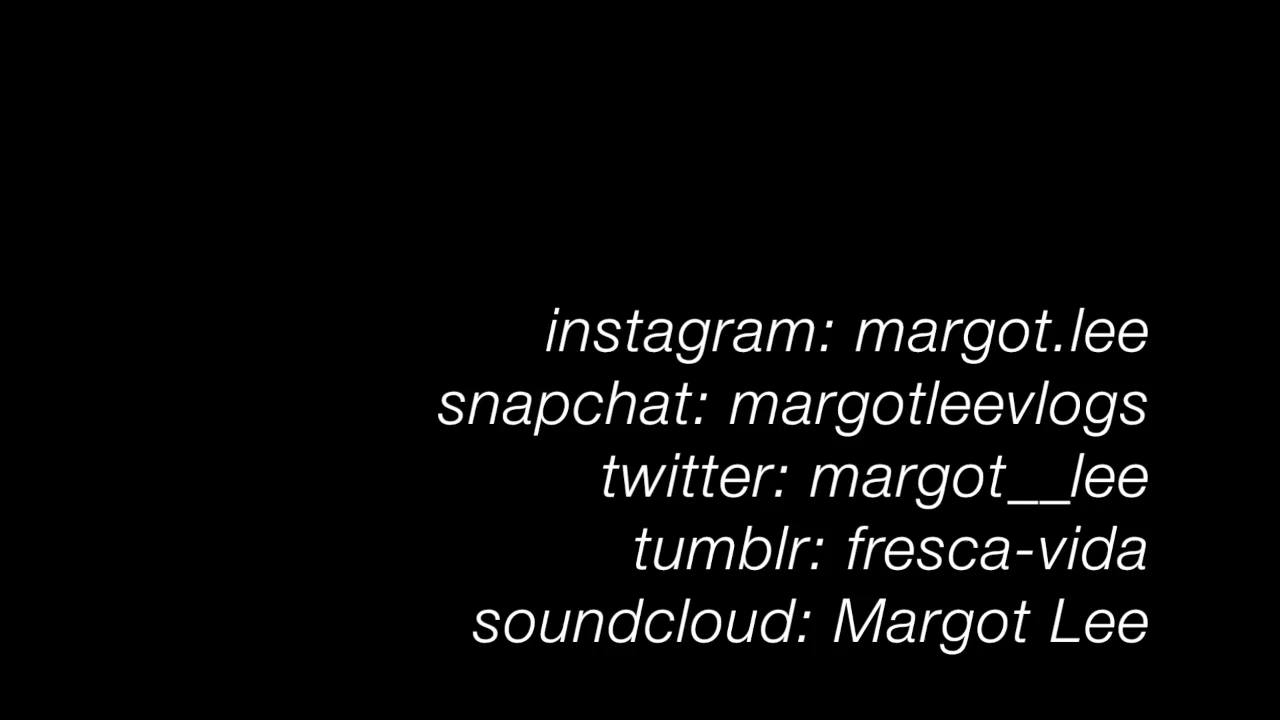 instagram: margot.lee
snapchat: margotleevlogs
twitter: margot__lee
tumblr: fresca-vida
soundcloud: Margot Lee